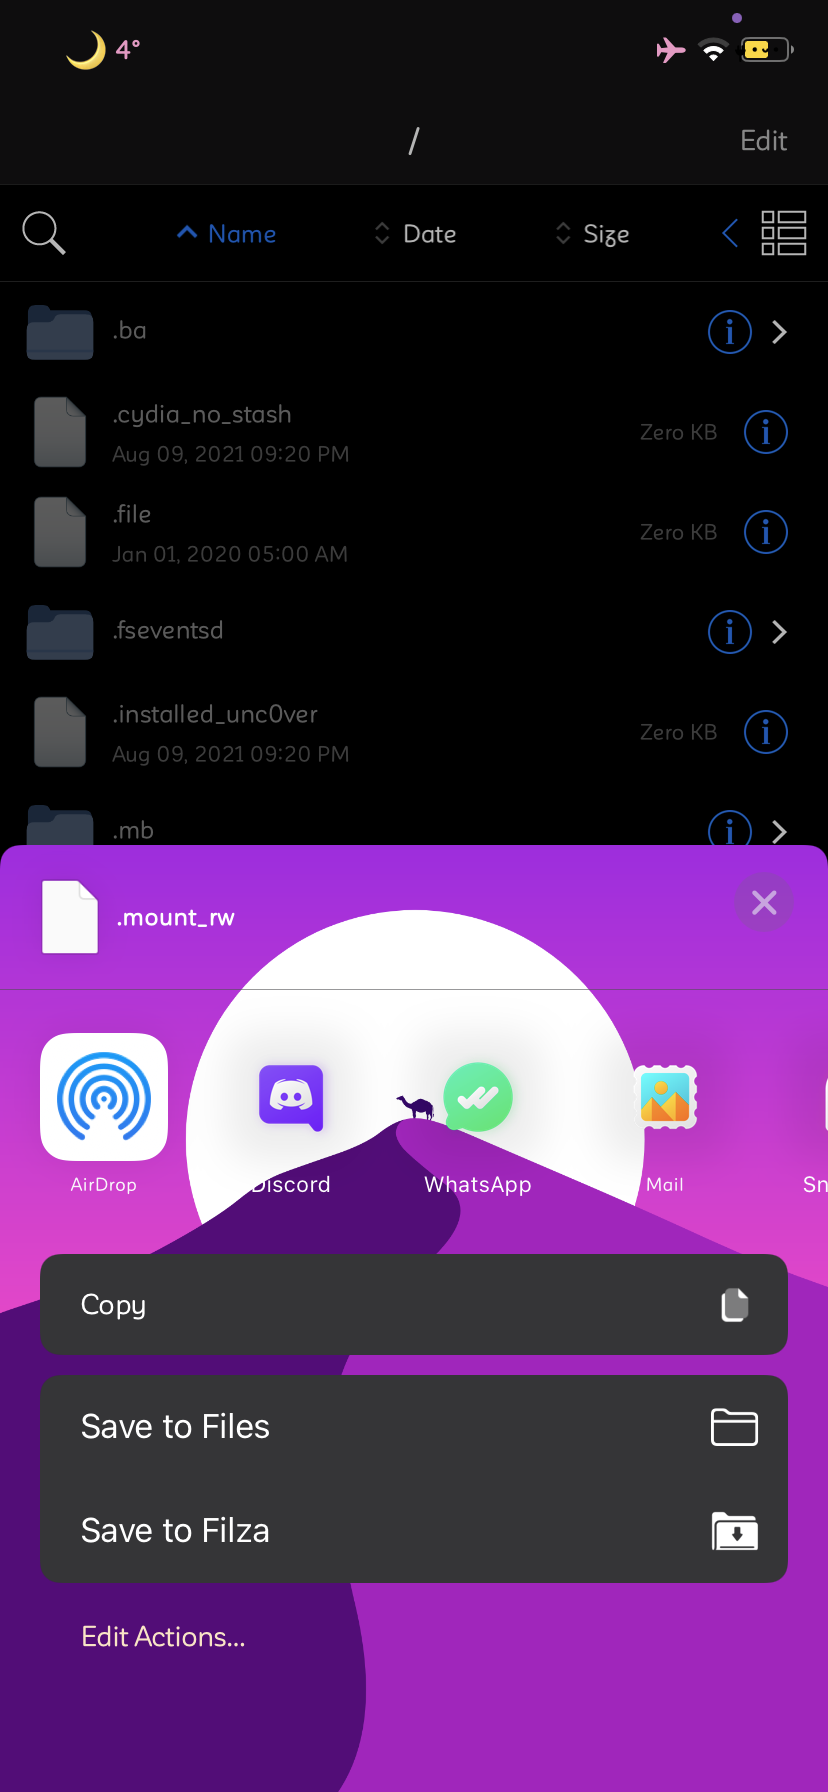 4°
/
Edit
Name Date Size
.ba
.cydia_no_stash
Aug 09, 2021 09:20 PM
Zero KB
.file
Jan 01, 2020 05:00 AM
Zero KB
.fseventsd
.installed_unc0ver
Aug 09, 2021 09:20 PM
Zero KB
.mb
.mount_rw
AirDrop Discord WhatsApp Mail Sn
Copy
Save to Files
Save to Filza
Edit Actions...